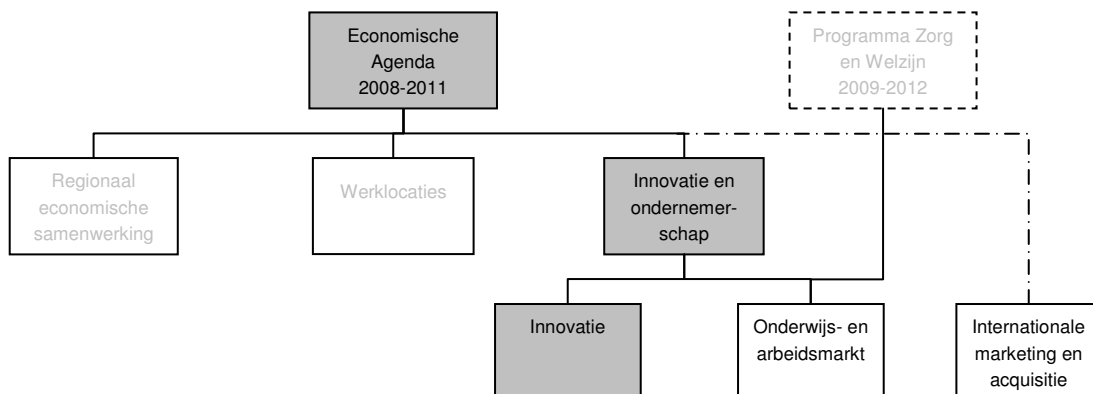 Economische
Agenda
2008-2011
Programma Zorg
en Welzijn
2009-2012
Regionaal
economische
samenwerking
Werklocaties
Innovatie en
ondernemer-
schap
Innovatie
Onderwijs- en
arbeidsmarkt
Internationale
marketing en
acquisitie